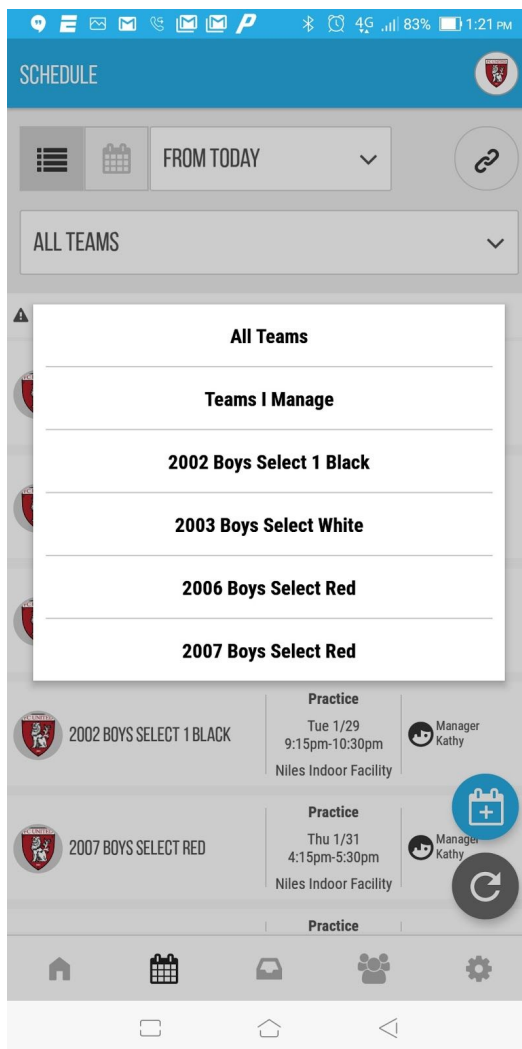 4G 83% 1:21 PM
SCHEDULE
FROM TODAY
ALL TEAMS
All Teams
Teams I Manage
2002 Boys Select 1 Black
2003 Boys Select White
2006 Boys Select Red
2007 Boys Select Red
Practice
2002 BOYS SELECT 1 BLACK
Tue 1/29
9:15pm-10:30pm
Niles Indoor Facility
Manager
Kathy
Practice
2007 BOYS SELECT RED
Thu 1/31
4:15pm-5:30pm
Niles Indoor Facility
Manager
Kathy
Practice